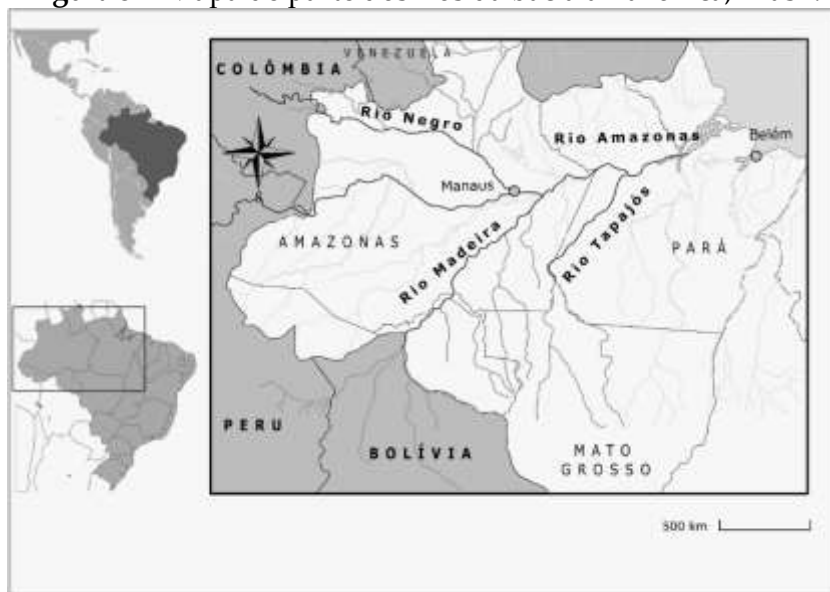 VENEZUELA
COLÔMBIA
Rio Negro
Rio Amazonas
Belém
Manaus
AMAZONAS
Rio Madeira
Rio Tapajós
PARÁ
PERU
BOLÍVIA
MATO
GROSSO
500 km